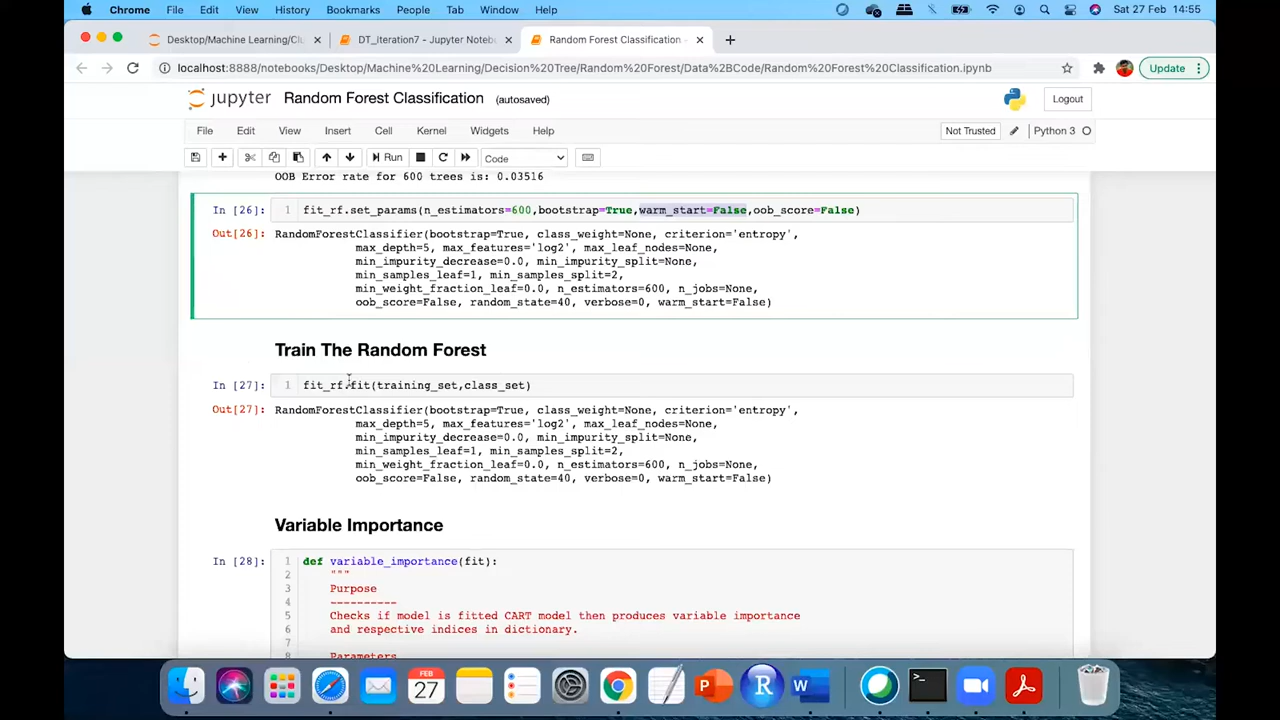 Chrome File Edit View History Bookmarks People Tab Window Help Sat 27 Feb 14:55
Desktop/Machine Learning/Clu DT_Iteration7 - Jupyter Notebo Random Forest Classification -
localhost:8888/notebooks/Desktop/Machine%20Learning/Decision%20Tree/Random%20Forest/Data%2BCode/Random%20Forest%20Classification.ipynb Update
jupyter Random Forest Classification (autosaved) Logout
File Edit View Insert Cell Kernel Widgets Help Not Trusted Python 3
Run Code
OOB Error rate for 600 trees is: 0.03516
In [26]: 1 fit_rf.set_params(n_estimators=600,bootstrap=True,warm_start=False,oob_score=False)
Out[26]: RandomForestClassifier(bootstrap=True, class_weight=None, criterion='entropy',
max_depth=5, max_features='log2', max_leaf_nodes=None,
min_impurity_decrease=0.0, min_impurity_split=None,
min_samples_leaf=1, min_samples_split=2,
min_weight_fraction_leaf=0.0, n_estimators=600, n_jobs=None,
oob_score=False, random_state=40, verbose=0, warm_start=False)
Train The Random Forest
In [27]: 1 fit_rf.fit(training_set,class_set)
Out[27]: RandomForestClassifier(bootstrap=True, class_weight=None, criterion='entropy',
max_depth=5, max_features='log2', max_leaf_nodes=None,
min_impurity_decrease=0.0, min_impurity_split=None,
min_samples_leaf=1, min_samples_split=2,
min_weight_fraction_leaf=0.0, n_estimators=600, n_jobs=None,
oob_score=False, random_state=40, verbose=0, warm_start=False)
Variable Importance
In [28]: 1 def variable_importance(fit):
2 """
3 Purpose
4 ----------
5 Checks if model is fitted CART model then produces variable importance
6 and respective indices in dictionary.
7
8 Parameters
FEB
27
R
W